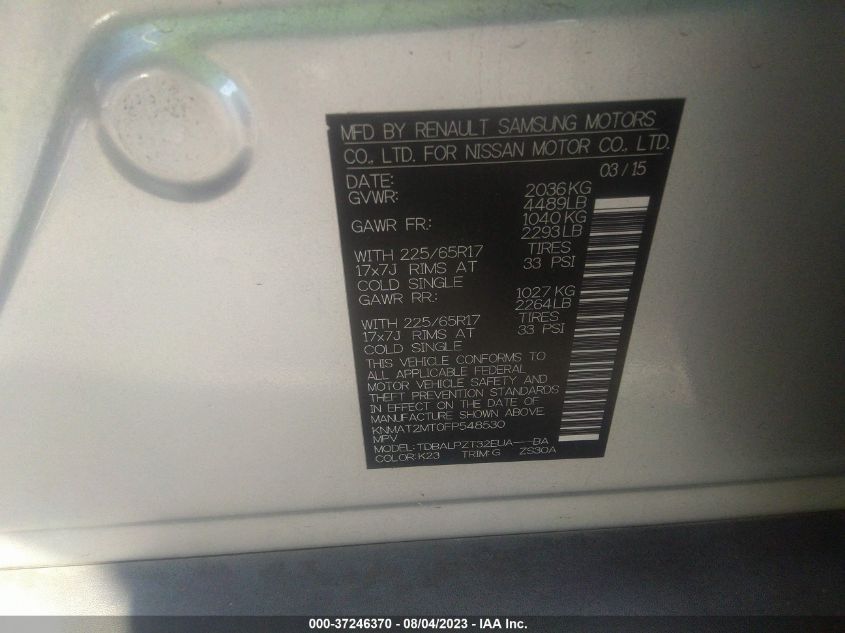 MFD BY RENAULT SAMSUNG MOTORS
CO., LTD. FOR NISSAN MOTOR CO., LTD.
DATE: 03/15
GVWR: 2036KG
4489LB
GAWR FR.: 1040KG
2293LB
WITH 225/65R17 TIRES
17x7J RIMS AT 33 PSI
COLD SINGLE
GAWR RR.: 1027KG
2264LB
WITH 225/65R17 TIRES
17x7J RIMS AT 33 PSI
COLD SINGLE
THIS VEHICLE CONFORMS TO
ALL APPLICABLE FEDERAL
MOTOR VEHICLE SAFETY AND
THEFT PREVENTION STANDARDS
IN EFFECT ON THE DATE OF
MANUFACTURE SHOWN ABOVE.
KNMAT2MT0FP548530
MPV
MODEL: TDBALPZT32EUA---BA
COLOR:K23 TRIM:G ZS30A
000-37246370 - 08/04/2023 - IAA Inc.